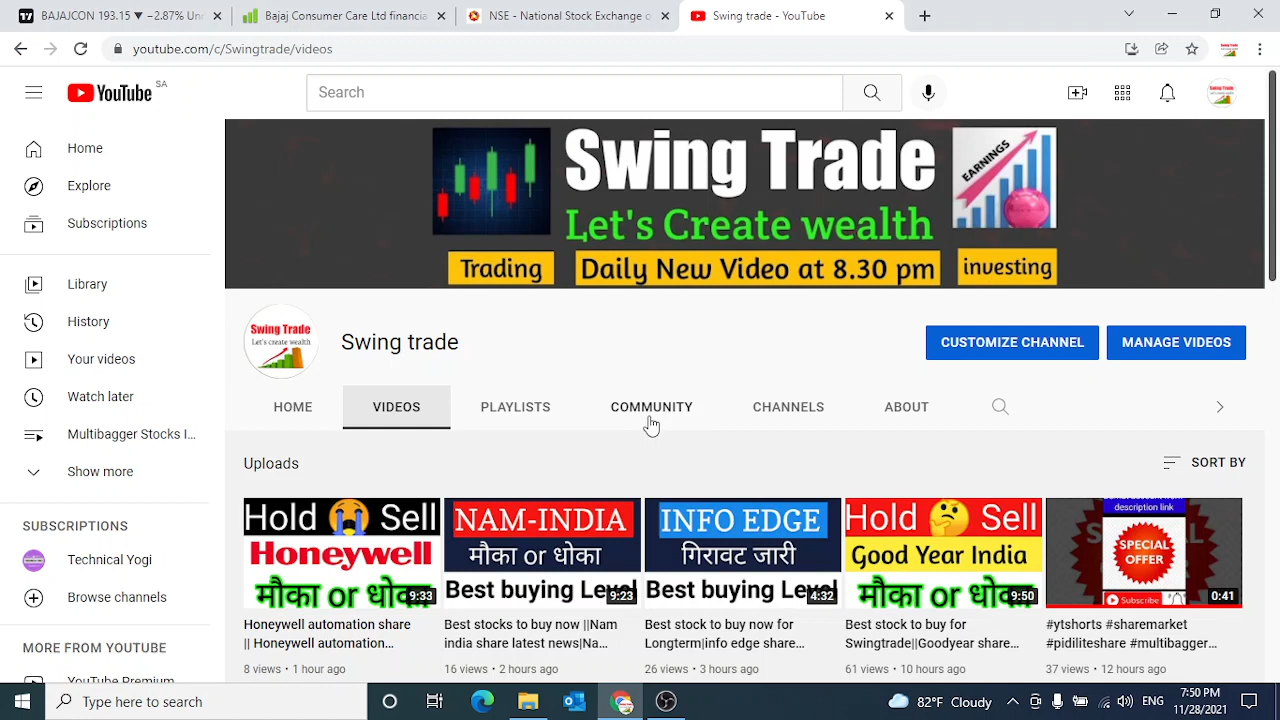 BAJAJCON 193.15 ▼ −2.87% Un
Bajaj Consumer Care Ltd financial
NSE - National Stock Exchange of
Swing trade - YouTube
youtube.com/c/Swingtrade/videos
YouTube SA
Search
Home
Explore
Subscriptions
Library
History
Your videos
Watch later
Multibagger Stocks I...
Show more
SUBSCRIPTIONS
Technical Yogi
Browse channels
MORE FROM YOUTUBE
YouTube Premium
Swing Trade
Let's Create wealth
Trading
Daily New Video at 8.30 pm
investing
EARNINGS
Swing Trade
Let's create wealth
Swing trade
CUSTOMIZE CHANNEL
MANAGE VIDEOS
HOME
VIDEOS
PLAYLISTS
COMMUNITY
CHANNELS
ABOUT
Uploads
SORT BY
Hold 😭 Sell
Honeywell
मौका or धोका
9:33
Honeywell automation share
|| Honeywell automation...
8 views • 1 hour ago
NAM-INDIA
मौका or धोका
Best buying Level
9:23
Best stocks to buy now ||Nam
india share latest news|Na...
16 views • 2 hours ago
INFO EDGE
गिरावट जारी
Best buying Level
4:32
Best stock to buy now for
Longterm|info edge share...
26 views • 3 hours ago
Hold 🤔 Sell
Good Year India
मौका or धोका
9:50
Best stock to buy for
Swingtrade||Goodyear share...
61 views • 10 hours ago
description link
SPECIAL
OFFER
Subscribe
0:41
#ytshorts #sharemarket
#pidiliteshare #multibagger...
37 views • 12 hours ago
Type here to search
82°F Cloudy
ENG
7:50 PM
11/28/2021